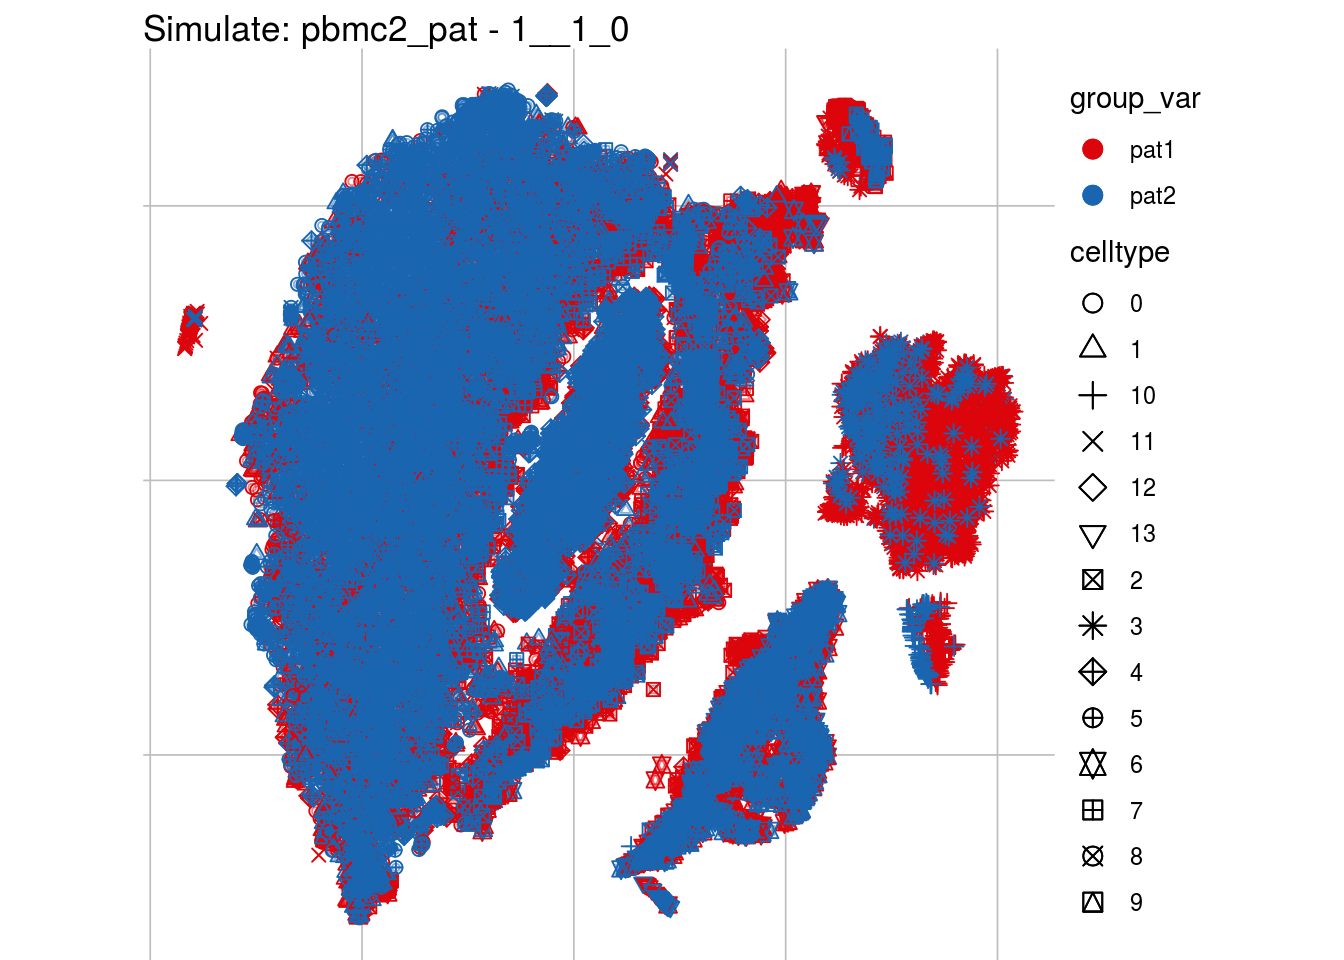 Simulate: pbmc2_pat - 1__1_0
group_var
pat1
pat2
celltype
0
1
10
11
12
13
2
3
4
5
6
7
8
9